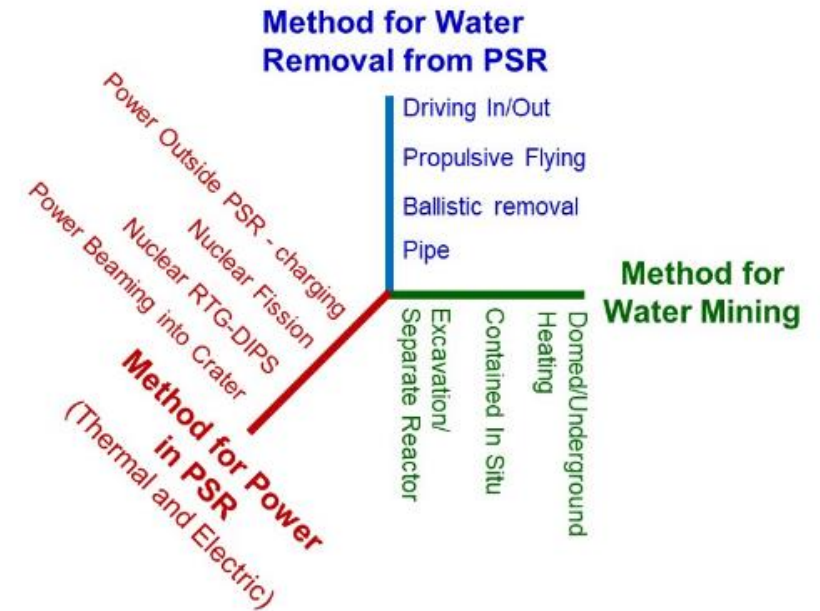 Method for Water
Removal from PSR
Driving In/Out
Propulsive Flying
Ballistic removal
Pipe
Power Outside PSR - charging
Nuclear Fission
Nuclear RTG-DIPS
Power Beaming into Crater
Method for Power
in PSR
(Thermal and Electric)
Method for
Water Mining
Excavation/
Separate Reactor
Contained In Situ
Domed/Underground
Heating